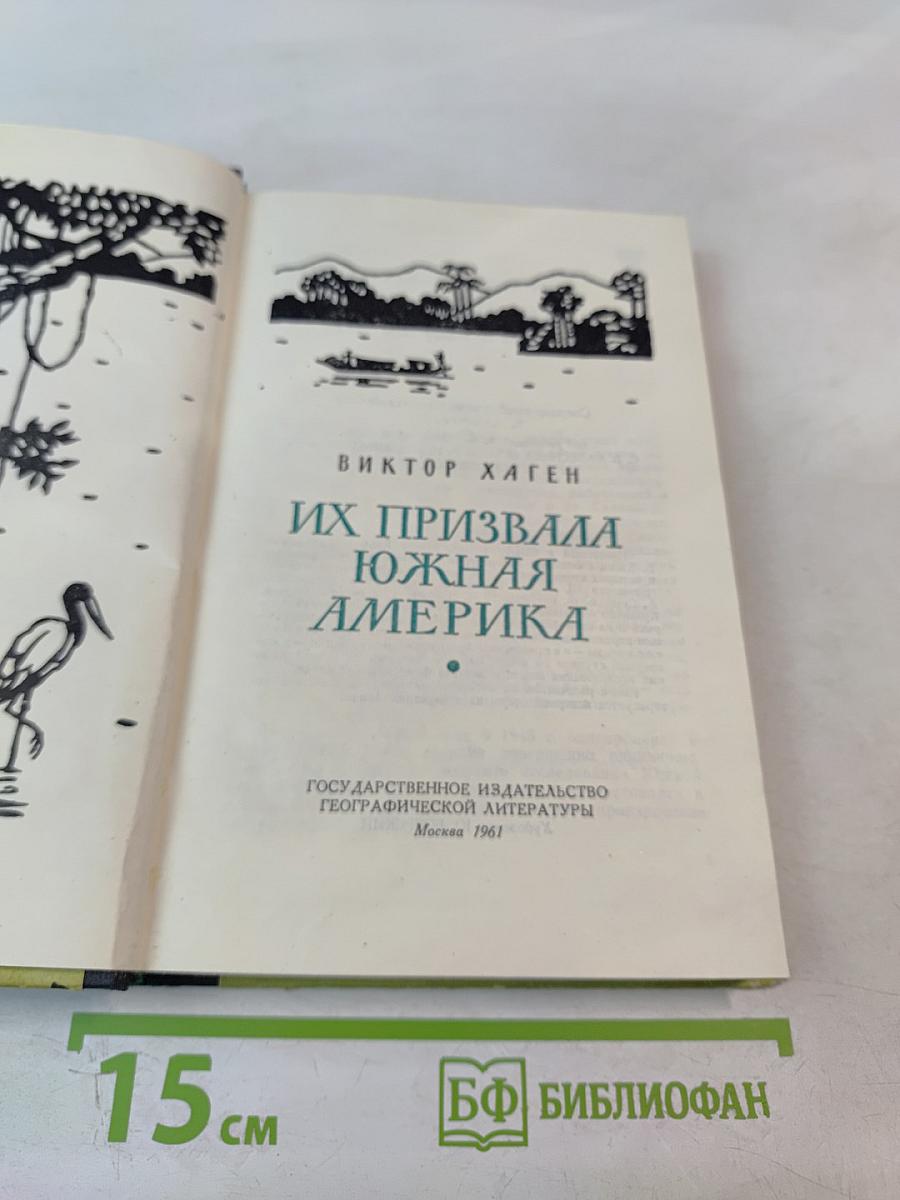 ВИКТОР ХАГЕН
ИХ ПРИЗВАЛА
ЮЖНАЯ
АМЕРИКА
ГОСУДАРСТВЕННОЕ ИЗДАТЕЛЬСТВО
ГЕОГРАФИЧЕСКОЙ ЛИТЕРАТУРЫ
Москва 1961
15 см
БФ БИБЛИОФАН